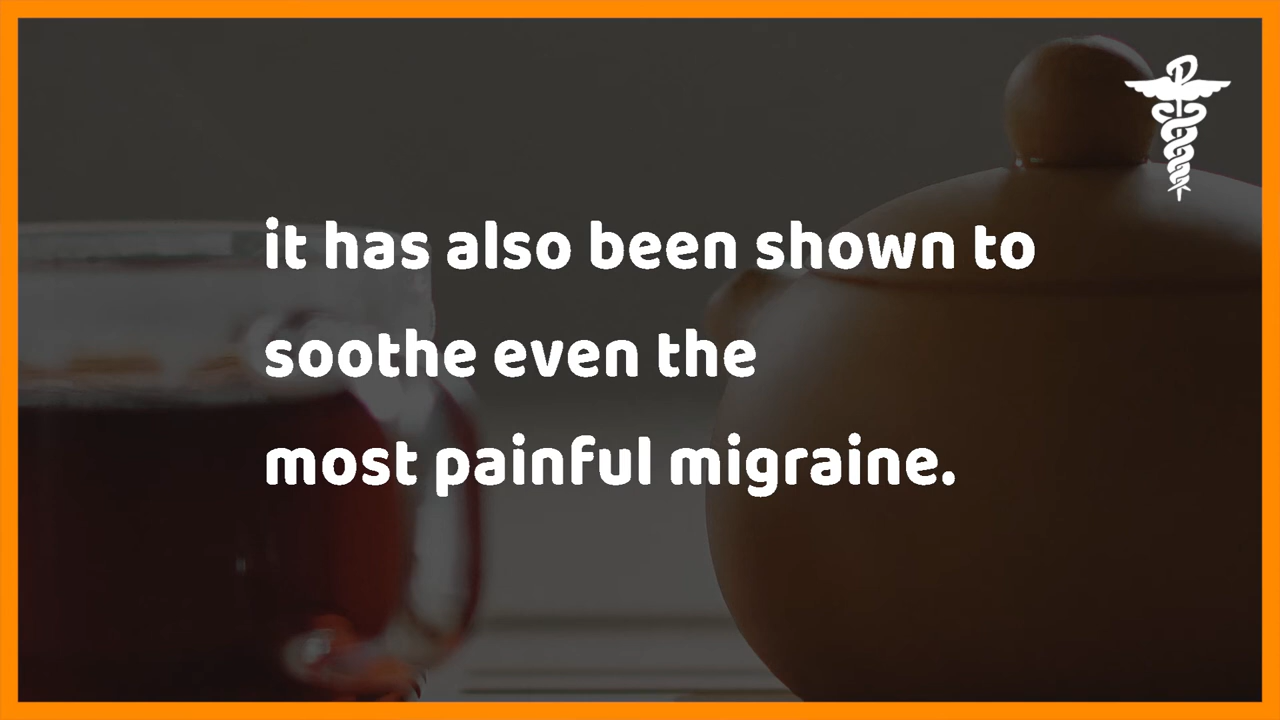 it has also been shown to
soothe even the
most painful migraine.